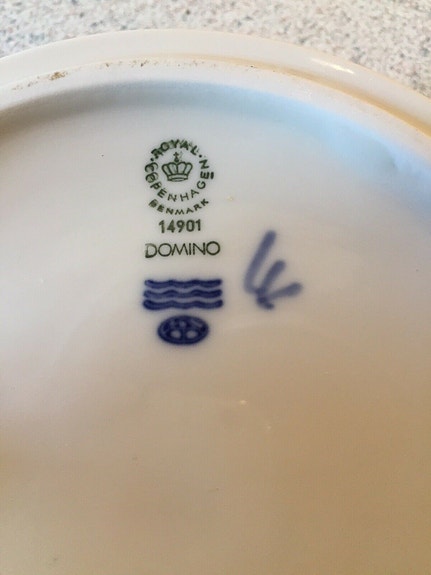 ROYAL
COPENHAGEN
DENMARK
14901
DOMINO